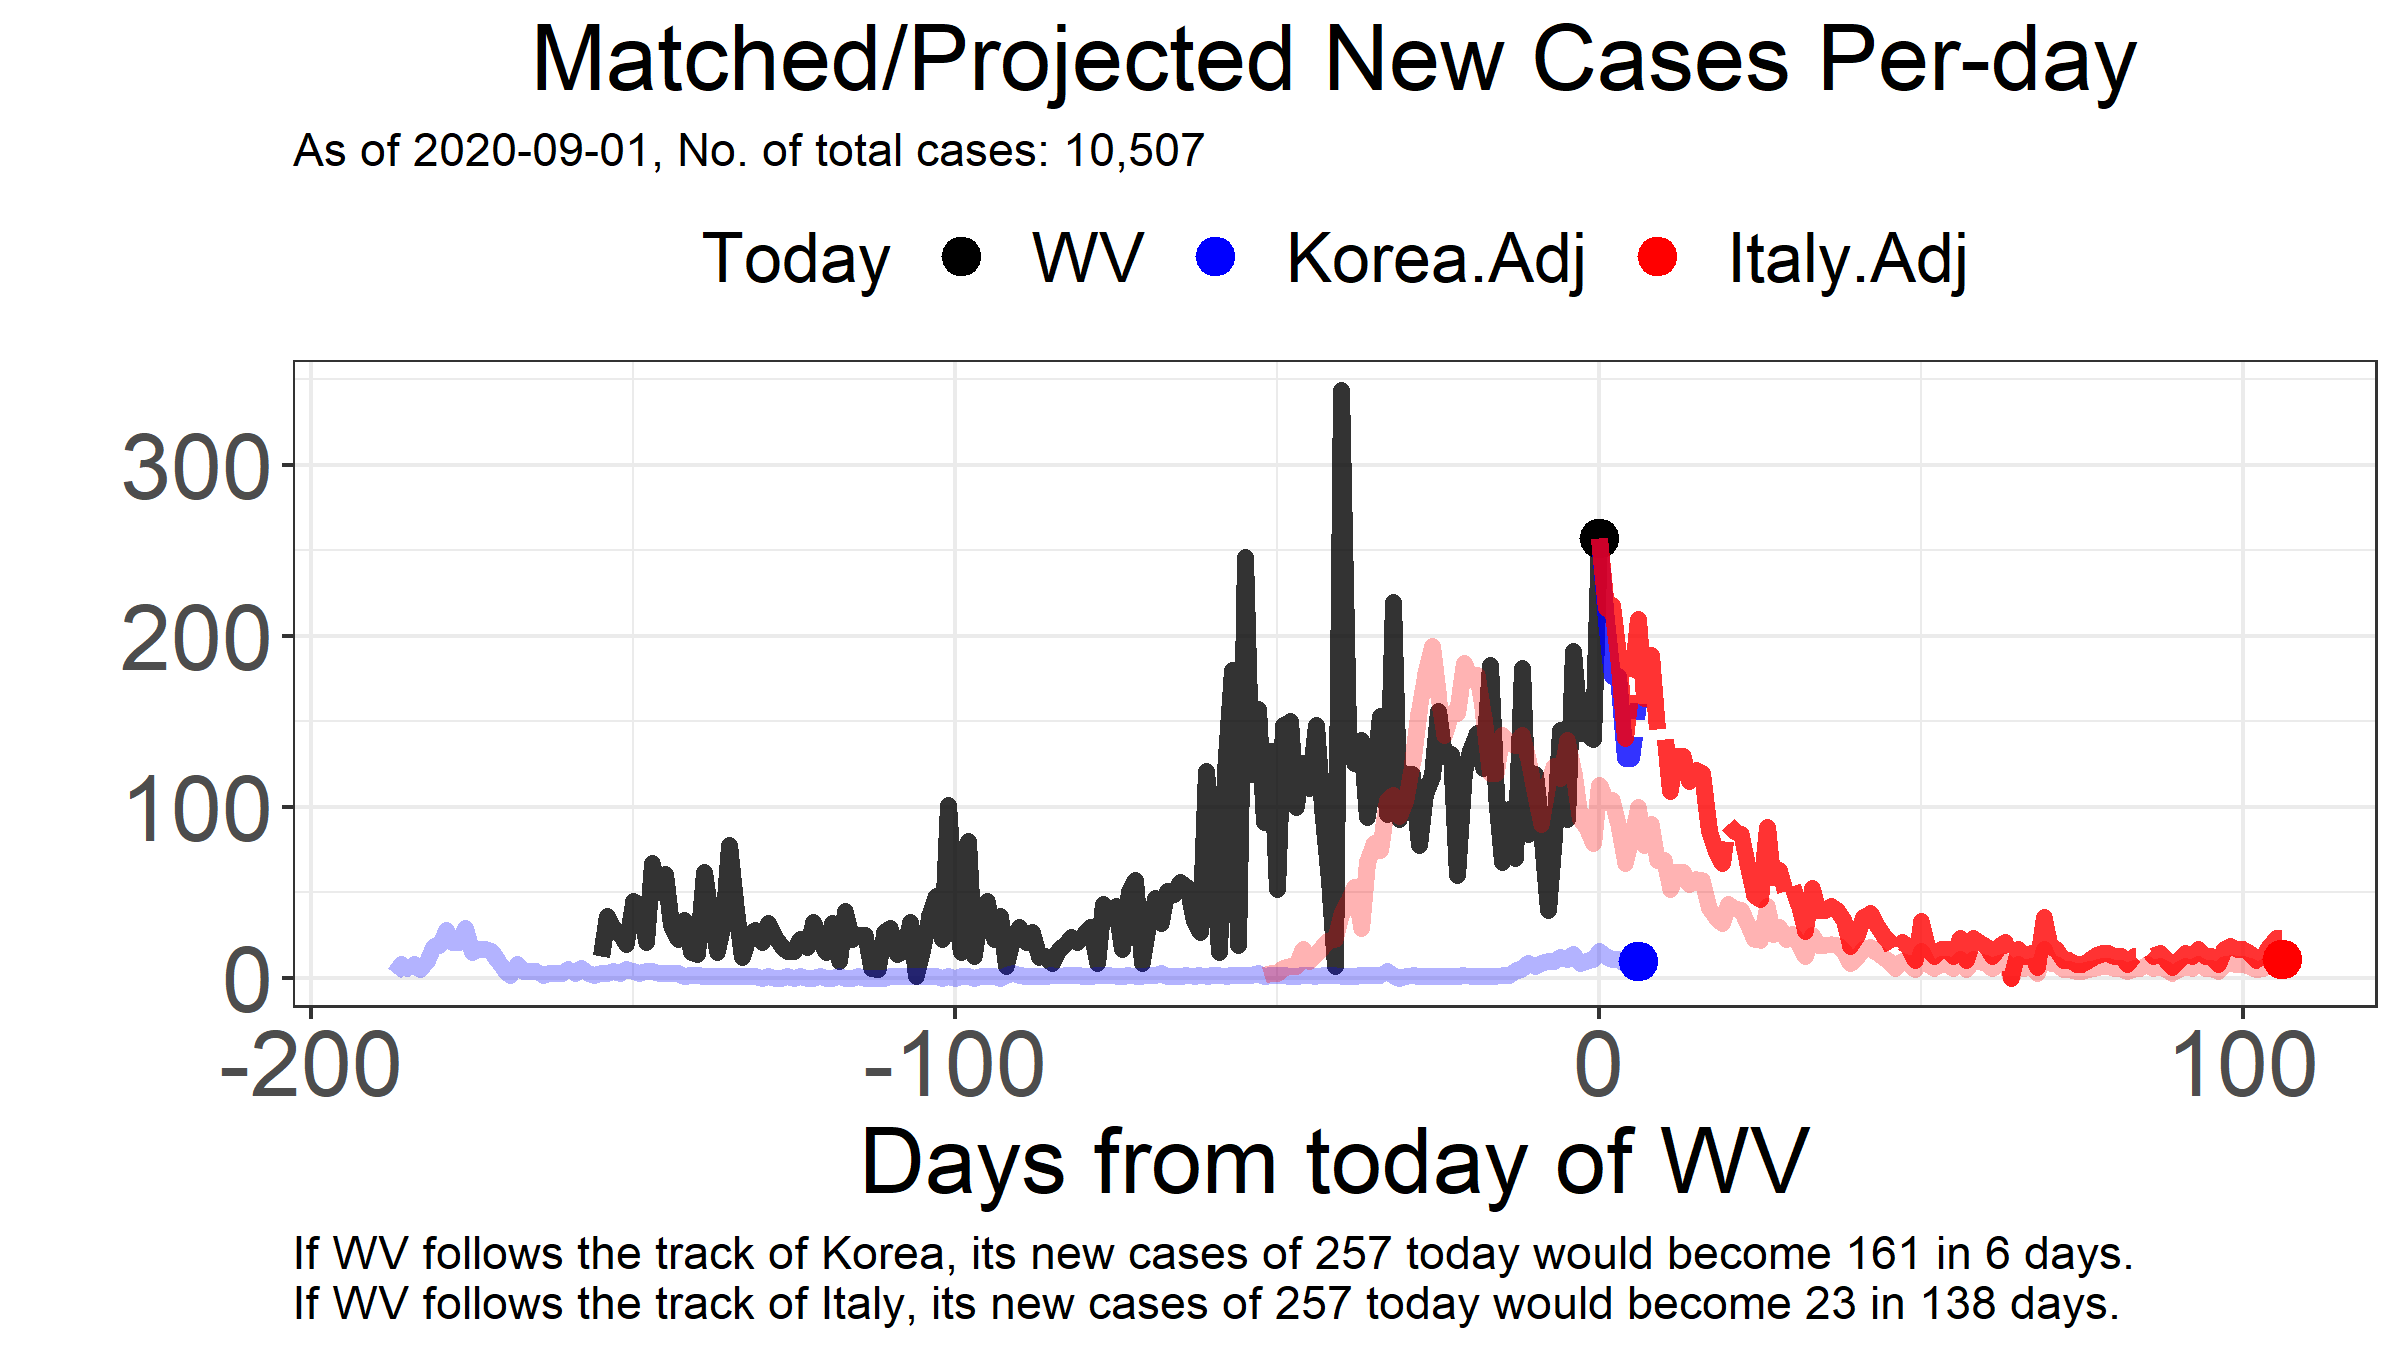 Matched/Projected New Cases Per-day
As of 2020-09-01, No. of total cases: 10,507
Today WV Korea.Adj Italy.Adj
300
200
100
0
-200 -100 0 100
Days from today of WV
If WV follows the track of Korea, its new cases of 257 today would become 161 in 6 days.
If WV follows the track of Italy, its new cases of 257 today would become 23 in 138 days.